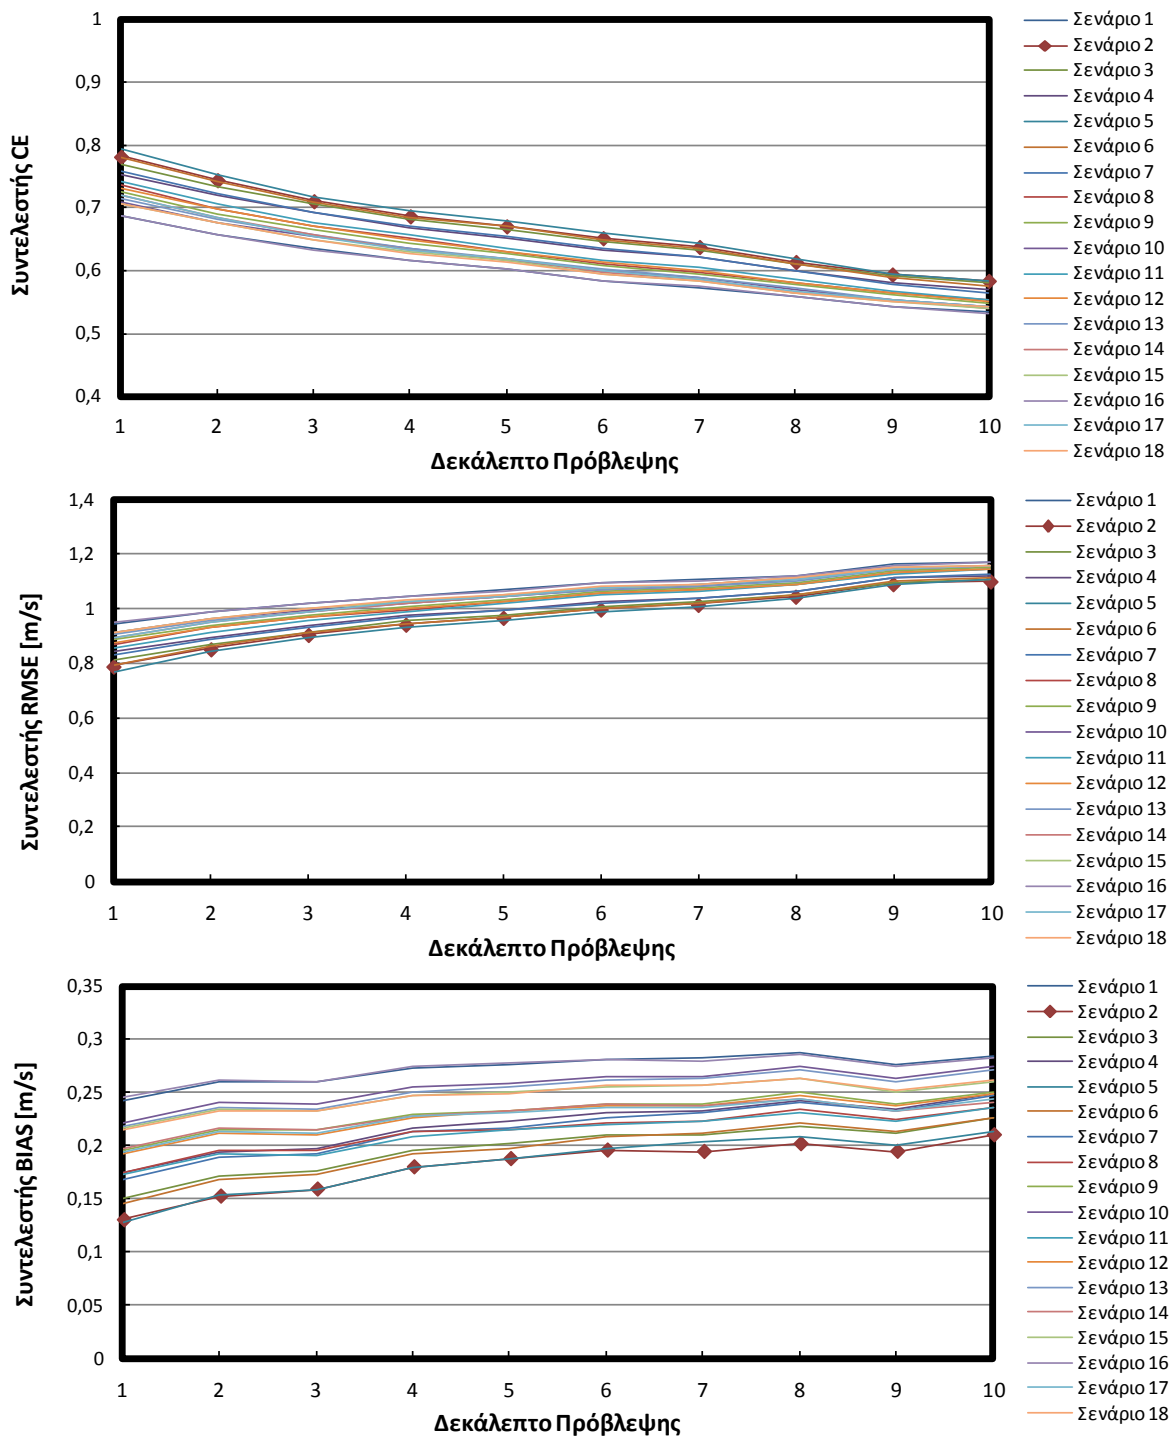 Συντελεστής CE
1
0,9
0,8
0,7
0,6
0,5
0,4
1 2 3 4 5 6 7 8 9 10
Δεκάλεπτο Πρόβλεψης
Σενάριο 1
Σενάριο 2
Σενάριο 3
Σενάριο 4
Σενάριο 5
Σενάριο 6
Σενάριο 7
Σενάριο 8
Σενάριο 9
Σενάριο 10
Σενάριο 11
Σενάριο 12
Σενάριο 13
Σενάριο 14
Σενάριο 15
Σενάριο 16
Σενάριο 17
Σενάριο 18
Συντελεστής RMSE [m/s]
1,4
1,2
1
0,8
0,6
0,4
0,2
0
1 2 3 4 5 6 7 8 9 10
Δεκάλεπτο Πρόβλεψης
Σενάριο 1
Σενάριο 2
Σενάριο 3
Σενάριο 4
Σενάριο 5
Σενάριο 6
Σενάριο 7
Σενάριο 8
Σενάριο 9
Σενάριο 10
Σενάριο 11
Σενάριο 12
Σενάριο 13
Σενάριο 14
Σενάριο 15
Σενάριο 16
Σενάριο 17
Σενάριο 18
Συντελεστής BIAS [m/s]
0,35
0,3
0,25
0,2
0,15
0,1
0,05
0
1 2 3 4 5 6 7 8 9 10
Δεκάλεπτο Πρόβλεψης
Σενάριο 1
Σενάριο 2
Σενάριο 3
Σενάριο 4
Σενάριο 5
Σενάριο 6
Σενάριο 7
Σενάριο 8
Σενάριο 9
Σενάριο 10
Σενάριο 11
Σενάριο 12
Σενάριο 13
Σενάριο 14
Σενάριο 15
Σενάριο 16
Σενάριο 17
Σενάριο 18